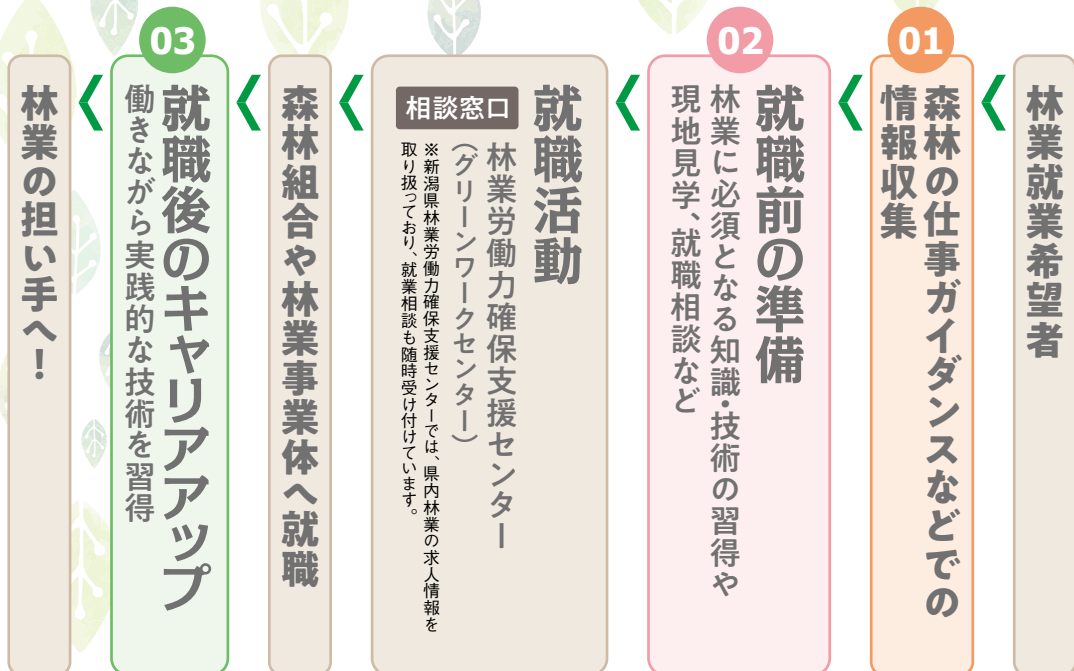 林業就業希望者
01
森林の仕事ガイダンスなどでの
情報収集
02
就職前の準備
林業に必須となる知識・技術の習得や
現地見学、就職相談など
就職活動
相談窓口
林業労働力確保支援センター
（グリーンワークセンター）
※新潟県林業労働力確保支援センターでは、県内林業の求人情報を
取り扱っており、就業相談も随時受け付けています。
森林組合や林業事業体へ就職
03
就職後のキャリアアップ
働きながら実践的な技術を習得
林業の担い手へ！